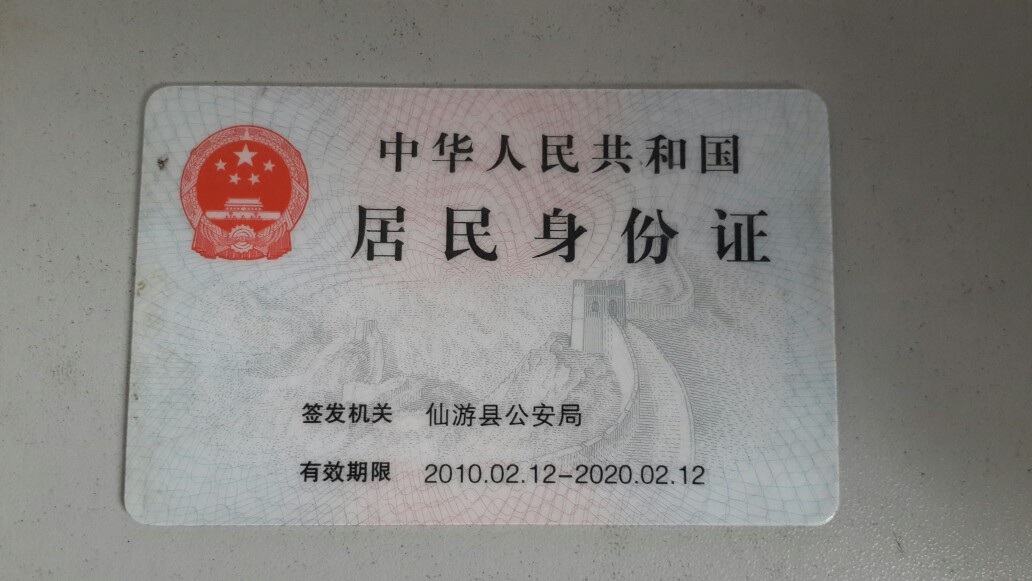 中华人民共和国
居民身份证
签发机关 仙游县公安局
有效期限 2010.02.12-2020.02.12